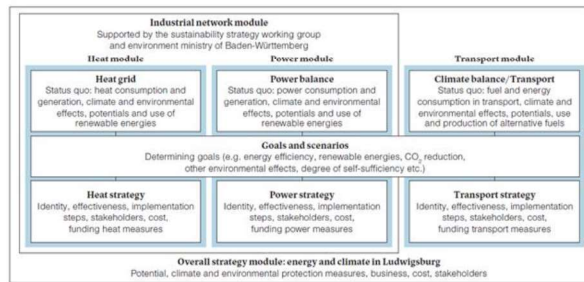 Industrial network module
Supported by the sustainability strategy working group
and environment ministry of Baden-Württemberg
Heat module
Power module
Transport module
Heat grid
Status quo: heat consumption and
generation, climate and environmental
effects, potentials and use of
renewable energies
Power balance
Status quo: power consumption and
generation, climate and environmental
effects, potentials and use of
renewable energies
Climate balance/Transport
Status quo: fuel and energy
consumption in transport, climate and
environmental effects, potentials, use
and production of alternative fuels
Goals and scenarios
Determining goals (e.g. energy efficiency, renewable energies, CO₂ reduction,
other environmental effects, degree of self-sufficiency etc.)
Heat strategy
Identity, effectiveness, implementation
steps, stakeholders, cost,
funding heat measures
Power strategy
Identity, effectiveness, implementation
steps, stakeholders, cost,
funding power measures
Transport strategy
Identity, effectiveness, implementation
steps, stakeholders, cost,
funding transport measures
Overall strategy module: energy and climate in Ludwigsburg
Potential, climate and environmental protection measures, business, cost, stakeholders